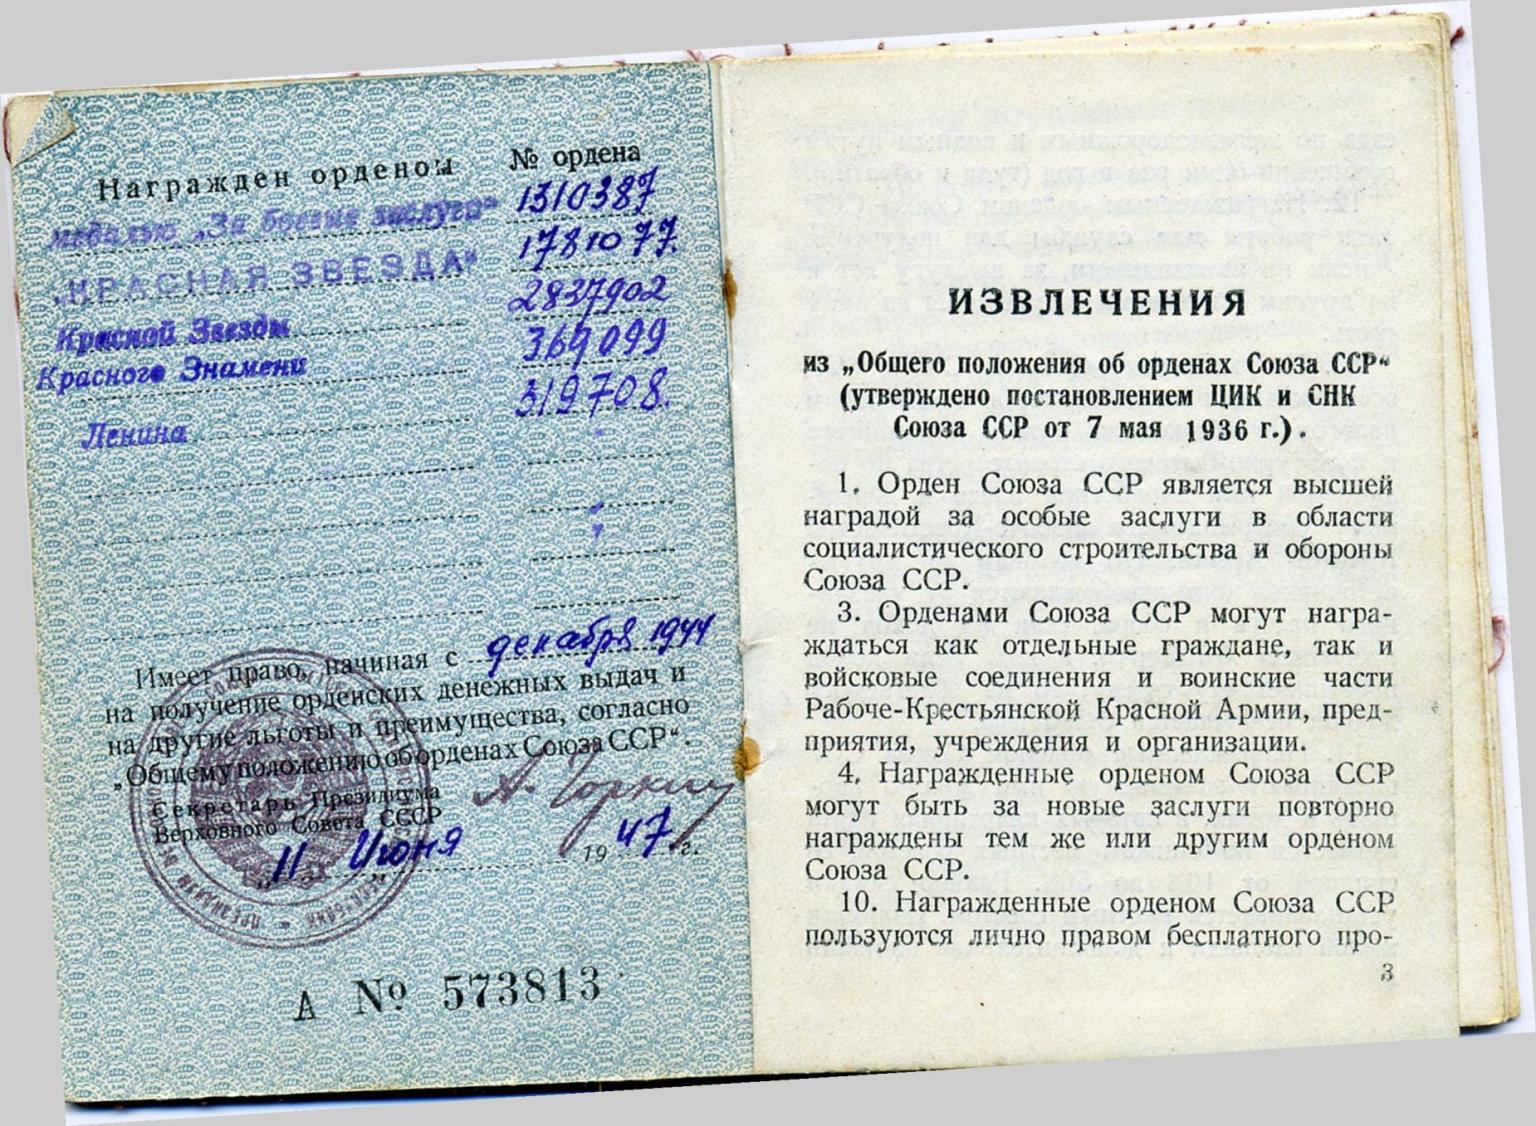 Награжден орденом № ордена
медалью „За боевые заслуги“ 1310387
„КРАСНАЯ ЗВЕЗДА“ 1781077.
Красной Звезды 2837902
Красного Знамени 369099
Ленина 319708.
Имеет право, начиная с декабря 1944
на получение орденских денежных выдач и
на другие льготы и преимущества, согласно
„Общему положению об орденах Союза ССР“.
Секретарь Президиума
Верховного Совета СССР
А. Горкин
„11„ Июня 1947 г.
А № 573813
ИЗВЛЕЧЕНИЯ
из „Общего положения об орденах Союза ССР“
(утверждено постановлением ЦИК и СНК
Союза ССР от 7 мая 1936 г.).
1. Орден Союза ССР является высшей
наградой за особые заслуги в области
социалистического строительства и обороны
Союза ССР.
3. Орденами Союза ССР могут награ-
ждаться как отдельные граждане, так и
войсковые соединения и воинские части
Рабоче-Крестьянской Красной Армии, пред-
приятия, учреждения и организации.
4. Награжденные орденом Союза ССР
могут быть за новые заслуги повторно
награждены тем же или другим орденом
Союза ССР.
10. Награжденные орденом Союза ССР
пользуются лично правом бесплатного про-
3